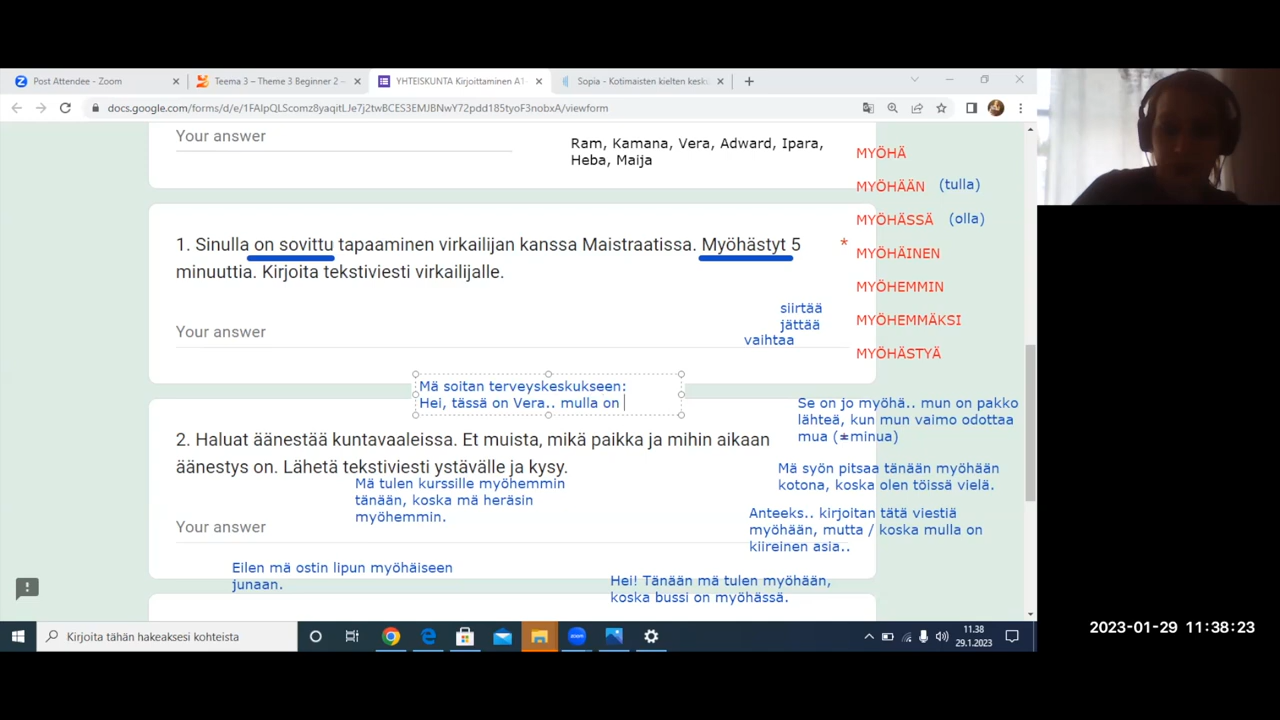 Post Attendee - Zoom
Teema 3 – Theme 3 Beginner 2 –
YHTEISKUNTA Kirjoittaminen A1
Sopia - Kotimaisten kielten kesku
docs.google.com/forms/d/e/1FAIpQLScomz8yaqitLJe7j2twBCES3EMJBNwY72pdd185tyoF3nobxA/viewform
Your answer
Ram, Kamana, Vera, Adward, Ipara,
Heba, Maija
MYÖHÄ
MYÖHÄÄN (tulla)
MYÖHÄSSÄ (olla)
MYÖHÄINEN
MYÖHEMMIN
MYÖHEMMÄKSI
MYÖHÄSTYÄ
1. Sinulla on sovittu tapaaminen virkailijan kanssa Maistraatissa. Myöhästyt 5 *
minuuttia. Kirjoita tekstiviesti virkailijalle.
siirtää
jättää
vaihtaa
Your answer
Mä soitan terveyskeskukseen:
Hei, tässä on Vera.. mulla on
Se on jo myöhä.. mun on pakko
lähteä, kun mun vaimo odottaa
mua (=minua)
2. Haluat äänestää kuntavaaleissa. Et muista, mikä paikka ja mihin aikaan
äänestys on. Lähetä tekstiviesti ystävälle ja kysy.
Mä syön pitsaa tänään myöhään
kotona, koska olen töissä vielä.
Mä tulen kurssille myöhemmin
tänään, koska mä heräsin
myöhemmin.
Anteeks.. kirjoitan tätä viestiä
myöhään, mutta / koska mulla on
kiireinen asia..
Your answer
Eilen mä ostin lipun myöhäiseen
junaan.
Hei! Tänään mä tulen myöhään,
koska bussi on myöhässä.
Kirjoita tähän hakeaksesi kohteista
11.38
29.1.2023
2023-01-29 11:38:23